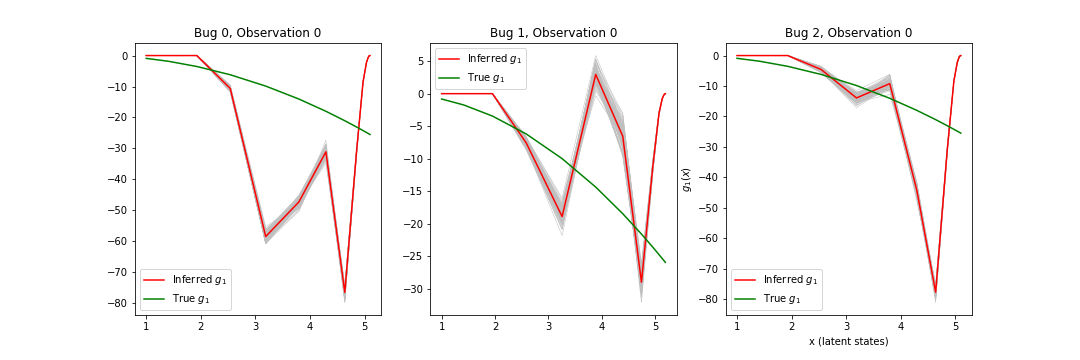 Bug 0, Observation 0
0
−10
−20
−30
−40
−50
−60
−70
−80
1 2 3 4 5
Inferred g₁
True g₁
Bug 1, Observation 0
5
0
−5
−10
−15
−20
−25
−30
1 2 3 4 5
Inferred g₁
True g₁
Bug 2, Observation 0
g₁(x)
0
−10
−20
−30
−40
−50
−60
−70
−80
1 2 3 4 5
x (latent states)
Inferred g₁
True g₁